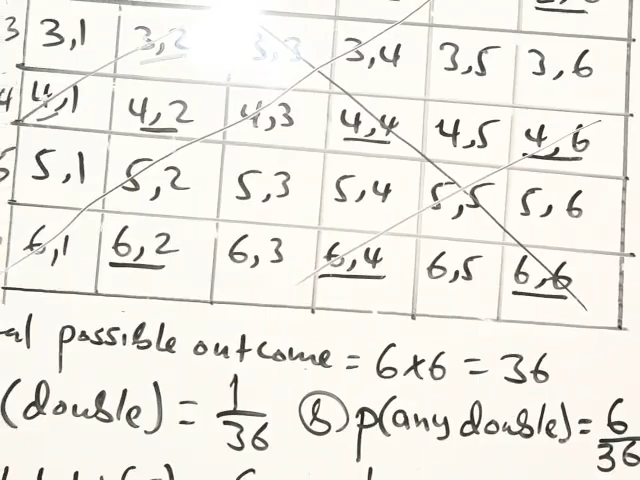 3 3,1 3,2 3,3 3,4 3,5 3,6
4 4,1 4,2 4,3 4,4 4,5 4,6
5,1 5,2 5,3 5,4 5,5 5,6
6,1 6,2 6,3 6,4 6,5 6,6
al possible outcome = 6x6 = 36
(double) = 1/36 & P(any double) = 6/36